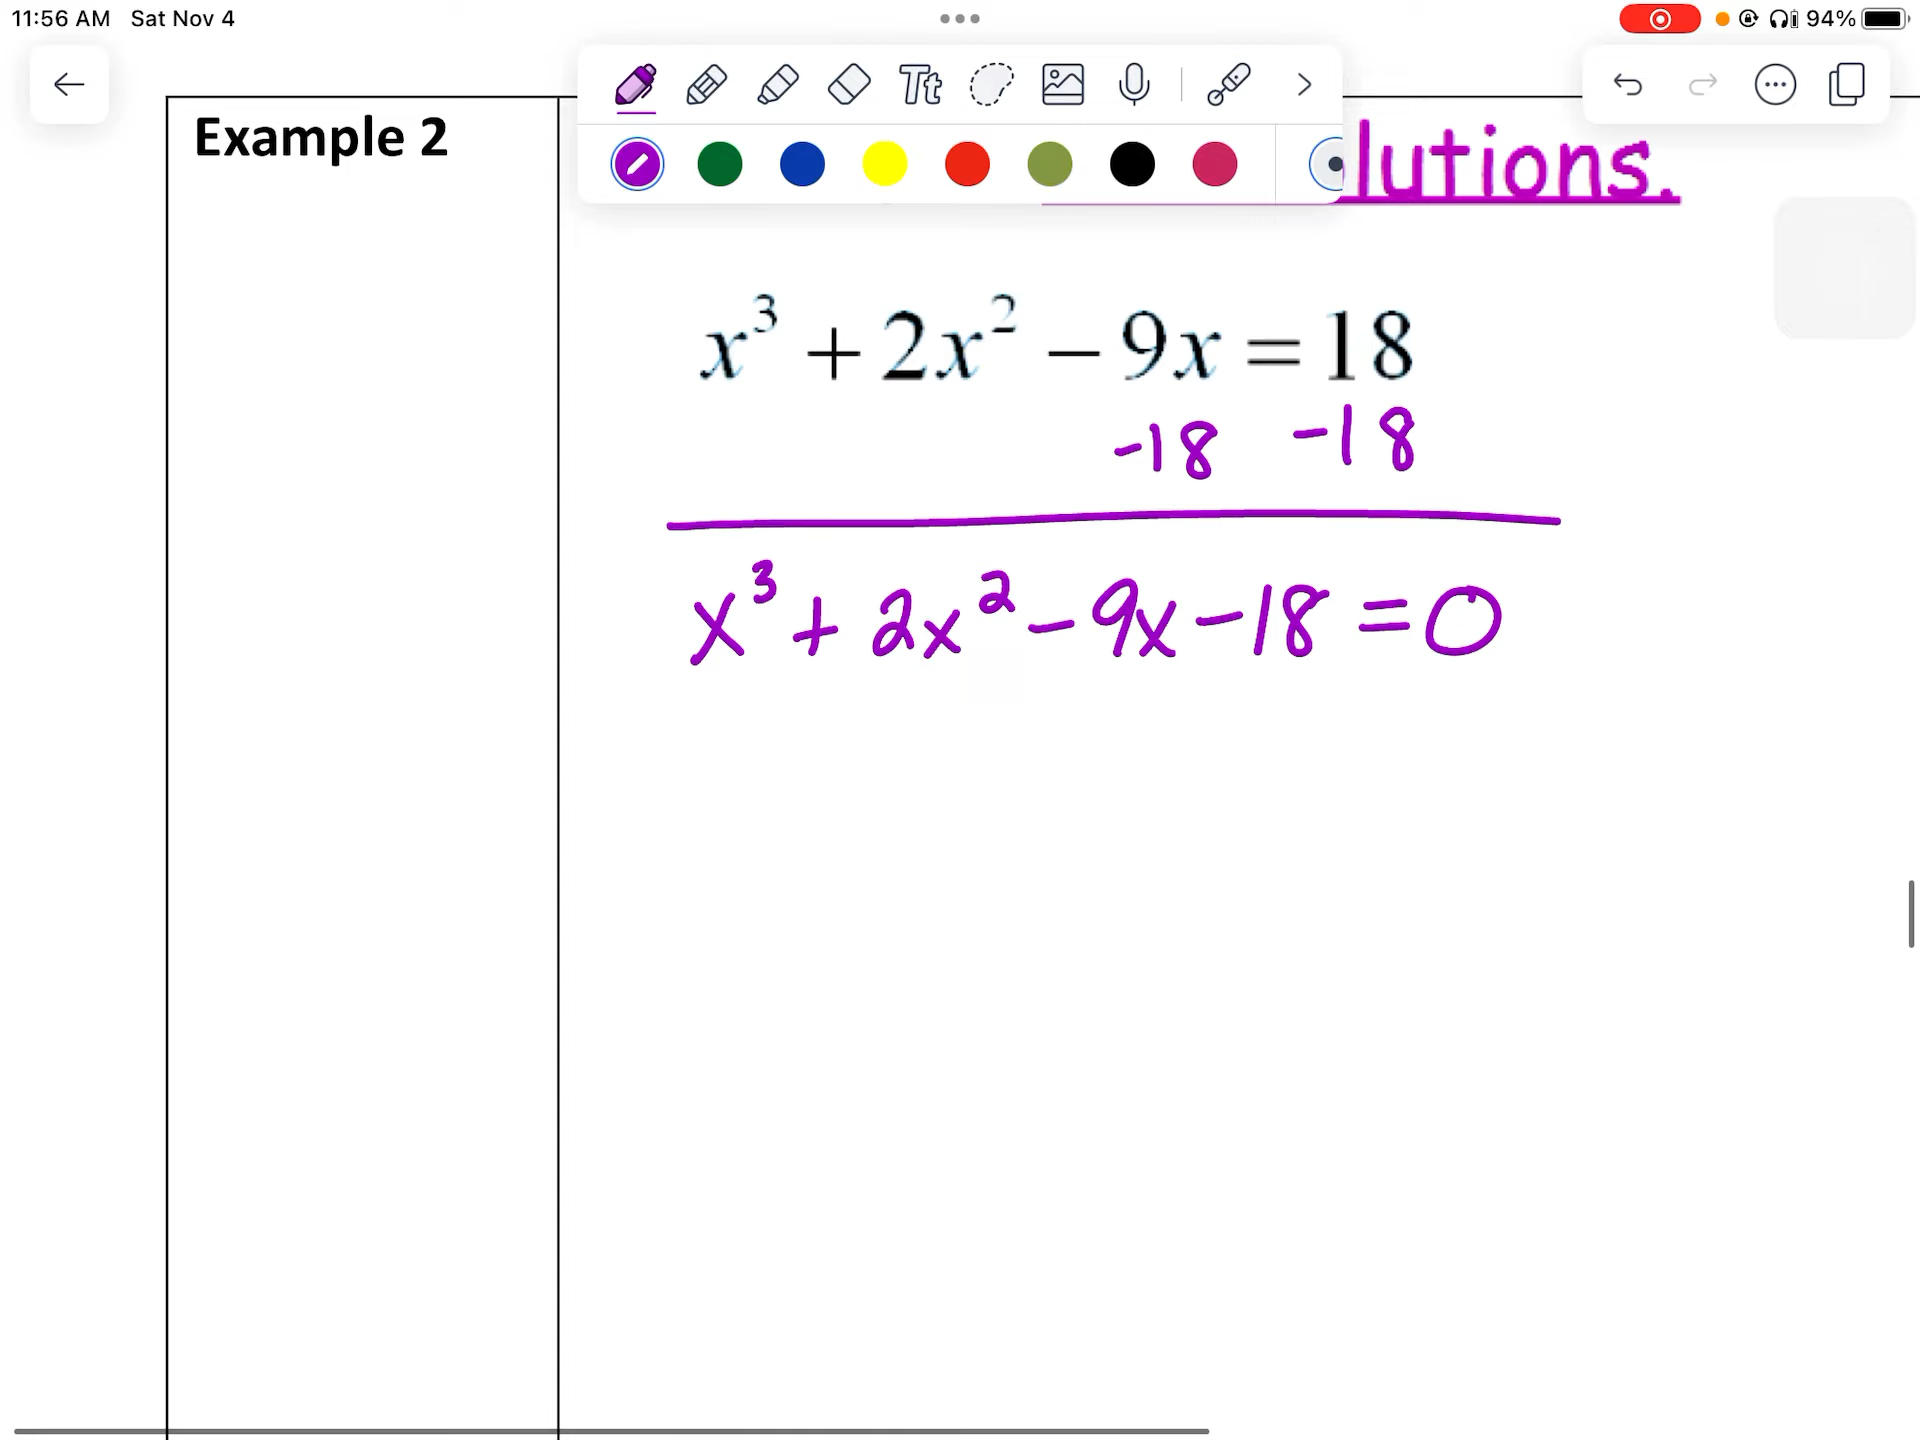 11:56 AM Sat Nov 4
94%
Tt
Example 2
lutions.
x³ + 2x² − 9x = 18
-18 -18
x³ + 2x² - 9x - 18 = 0